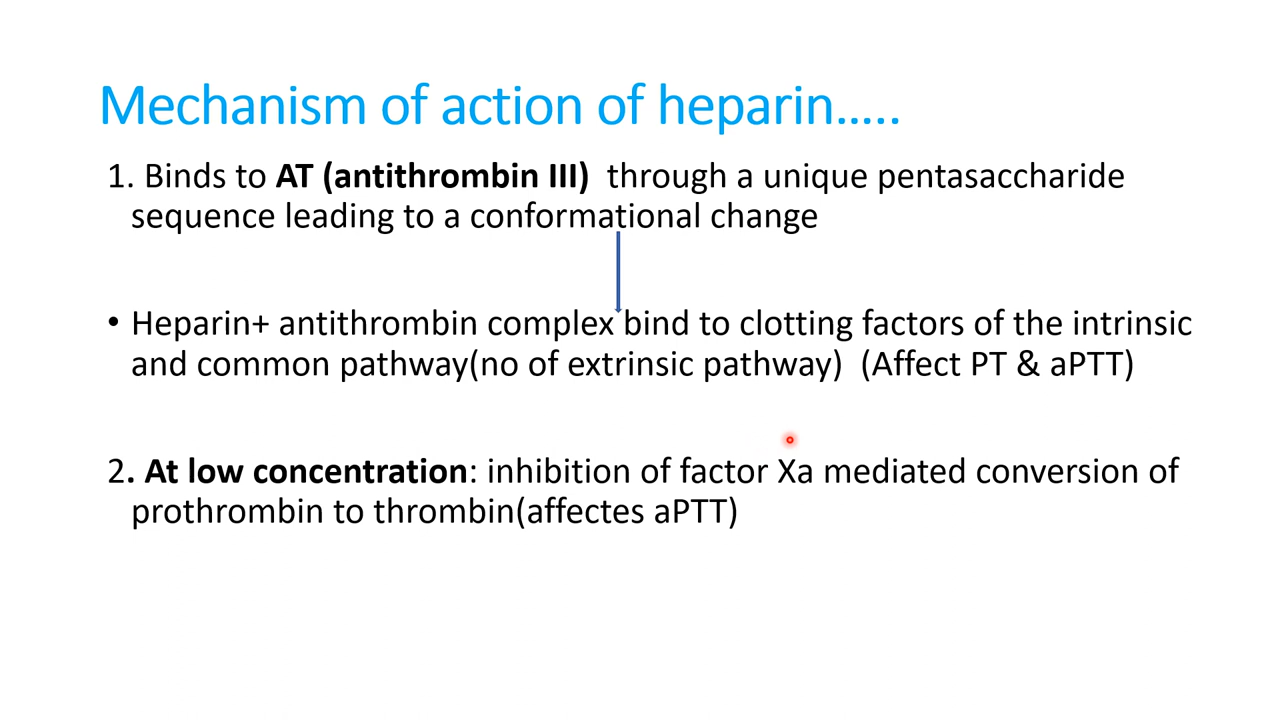 Mechanism of action of heparin…..
1. Binds to AT (antithrombin III)  through a unique pentasaccharide
sequence leading to a conformational change
• Heparin+ antithrombin complex bind to clotting factors of the intrinsic
and common pathway(no of extrinsic pathway)  (Affect PT & aPTT)
2. At low concentration: inhibition of factor Xa mediated conversion of
prothrombin to thrombin(affectes aPTT)